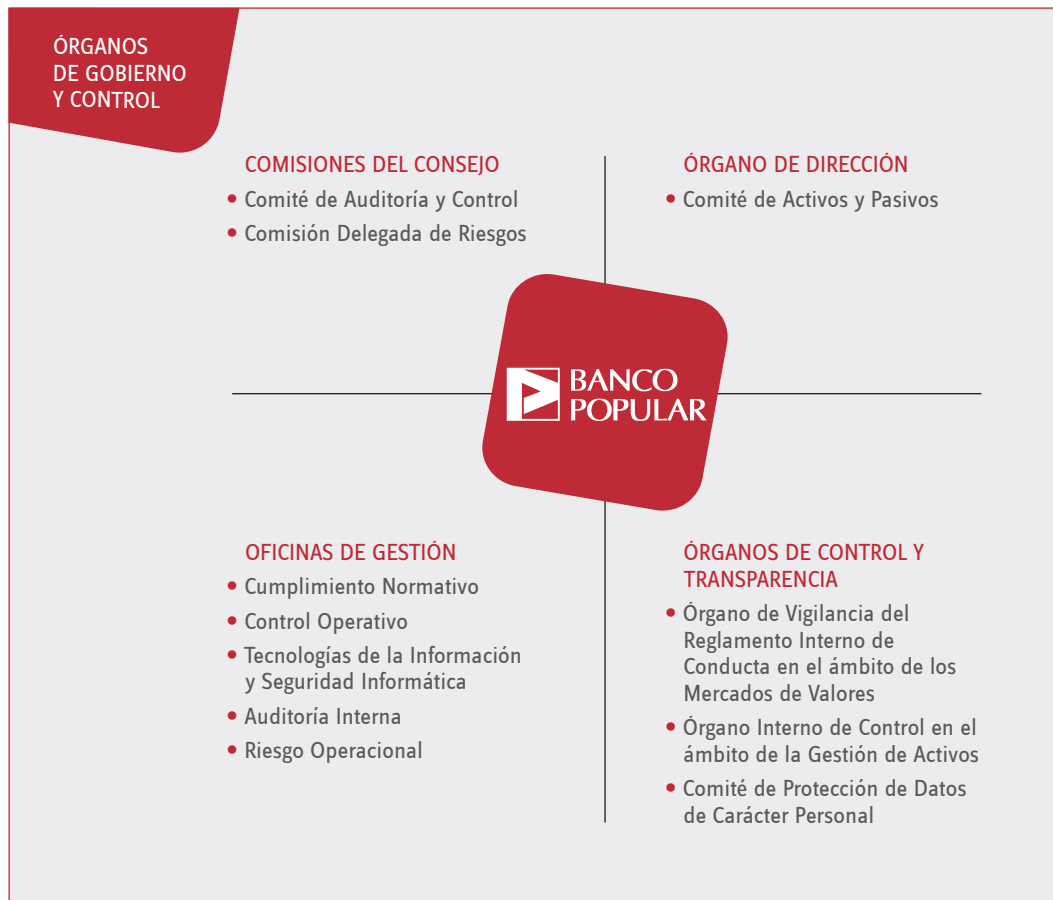 ÓRGANOS
DE GOBIERNO
Y CONTROL
COMISIONES DEL CONSEJO
• Comité de Auditoría y Control
• Comisión Delegada de Riesgos
ÓRGANO DE DIRECCIÓN
• Comité de Activos y Pasivos
BANCO
POPULAR
OFICINAS DE GESTIÓN
• Cumplimiento Normativo
• Control Operativo
• Tecnologías de la Información
y Seguridad Informática
• Auditoría Interna
• Riesgo Operacional
ÓRGANOS DE CONTROL Y
TRANSPARENCIA
• Órgano de Vigilancia del
Reglamento Interno de
Conducta en el ámbito de los
Mercados de Valores
• Órgano Interno de Control en el
ámbito de la Gestión de Activos
• Comité de Protección de Datos
de Carácter Personal